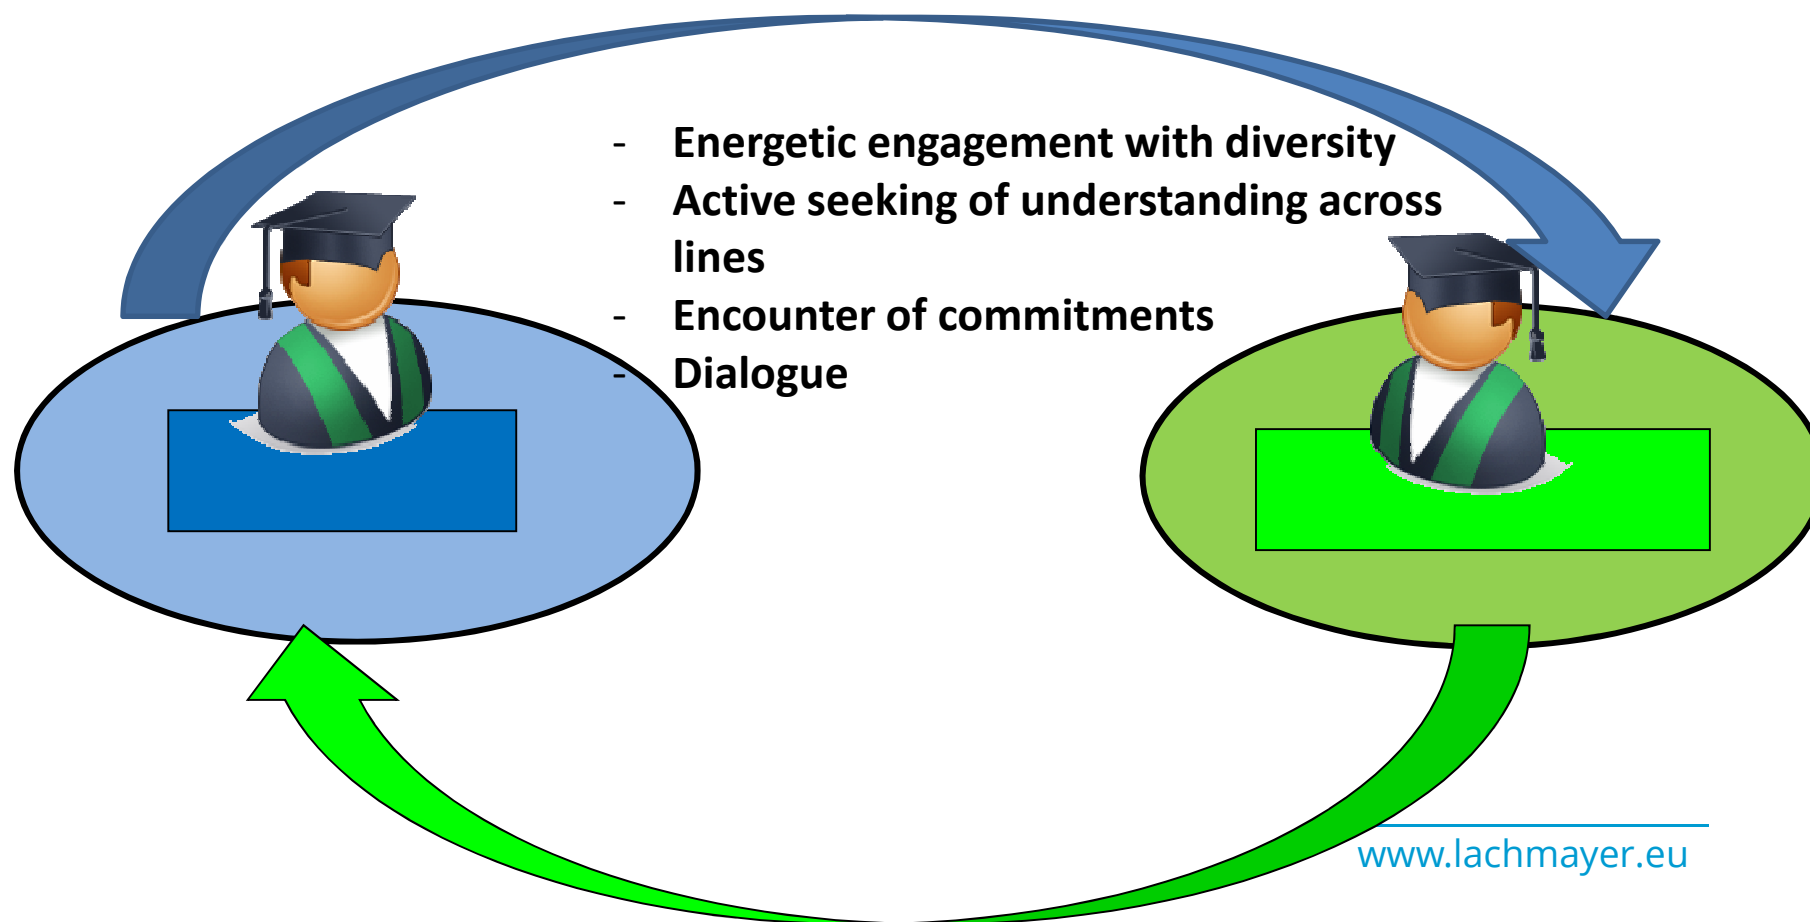 - Energetic engagement with diversity
- Active seeking of understanding across
lines
- Encounter of commitments
- Dialogue
www.lachmayer.eu